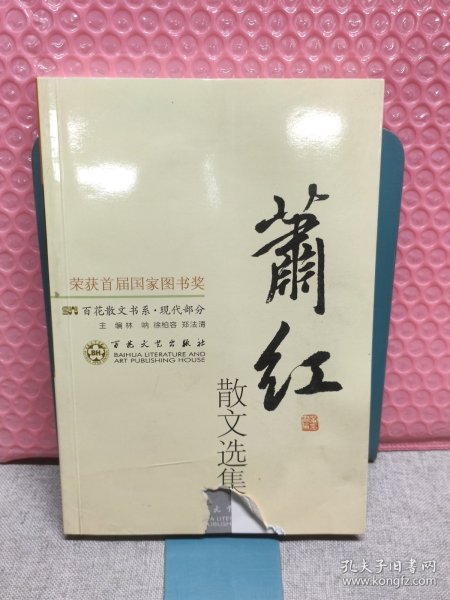 蕭红
散文选集
荣获首届国家图书奖
百花散文书系·现代部分
主 编 林 呐 徐柏容 郑法清
百花文艺出版社
BAIHUA LITERATURE AND
ART PUBLISHING HOUSE
BH
孔夫子旧书网
www.kongfz.com